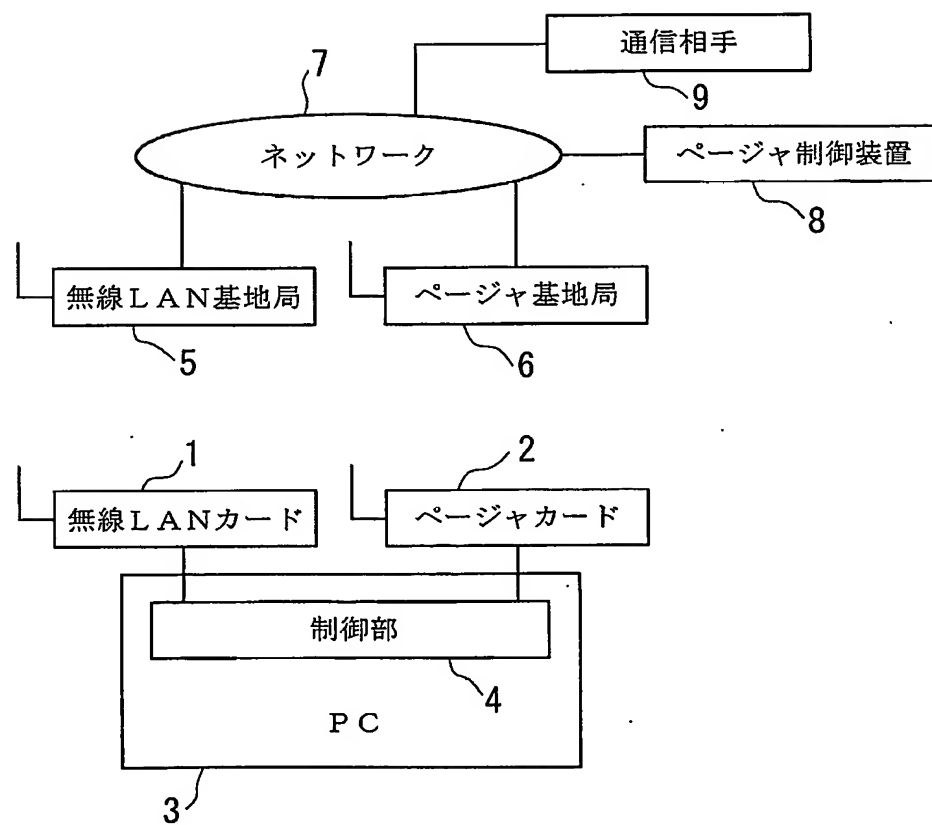 通信相手
7
9
ネットワーク
ページャ制御装置
8
無線LAN基地局
ページャ基地局
5
6
1
2
無線LANカード
ページャカード
制御部
4
PC
3